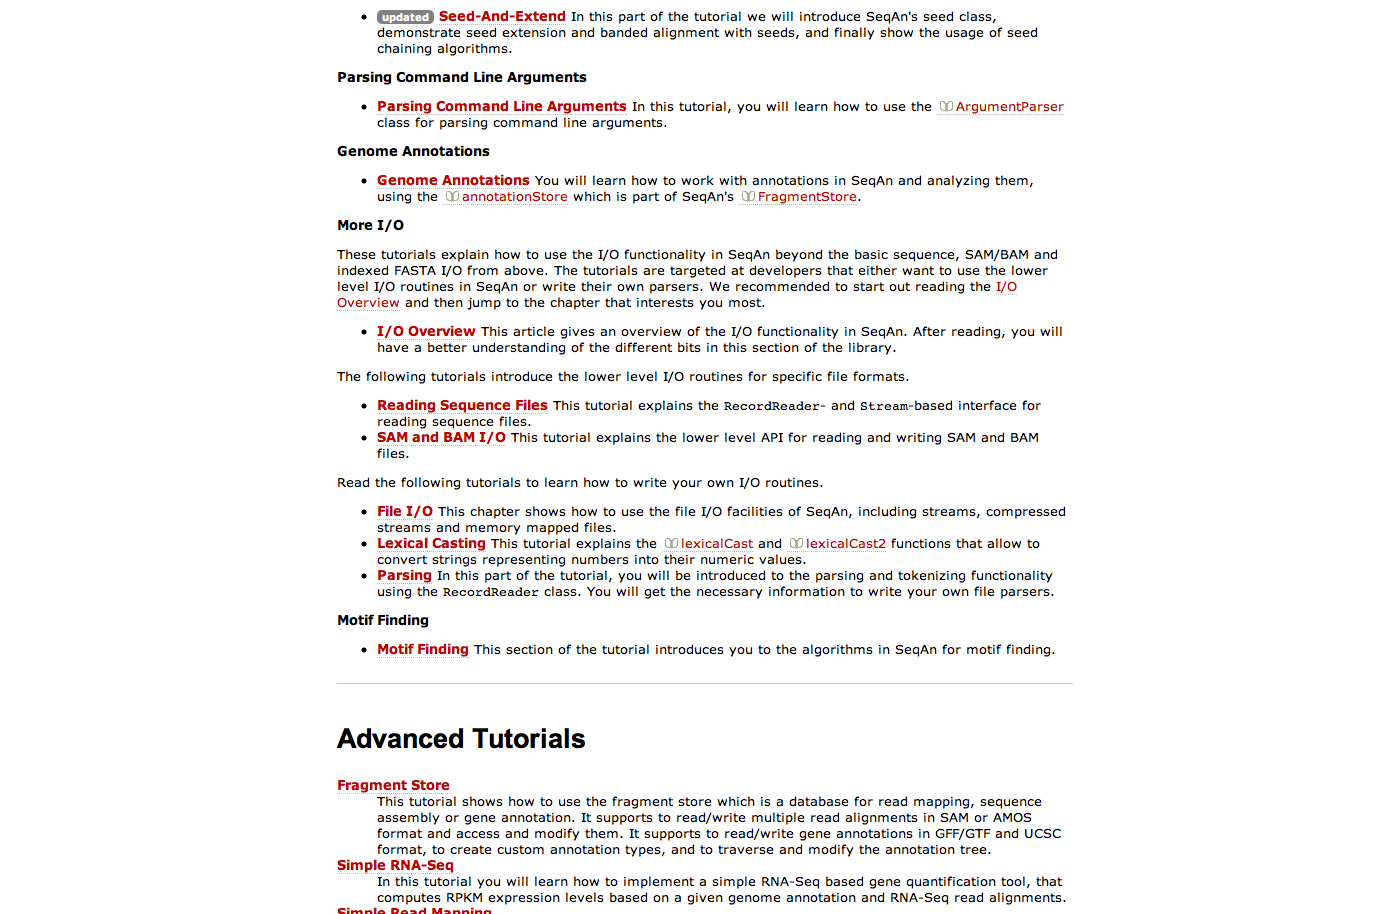 updated Seed-And-Extend In this part of the tutorial we will introduce SeqAn's seed class,
demonstrate seed extension and banded alignment with seeds, and finally show the usage of seed
chaining algorithms.
Parsing Command Line Arguments
Parsing Command Line Arguments In this tutorial, you will learn how to use the ArgumentParser
class for parsing command line arguments.
Genome Annotations
Genome Annotations You will learn how to work with annotations in SeqAn and analyzing them,
using the annotationStore which is part of SeqAn's FragmentStore.
More I/O
These tutorials explain how to use the I/O functionality in SeqAn beyond the basic sequence, SAM/BAM and
indexed FASTA I/O from above. The tutorials are targeted at developers that either want to use the lower
level I/O routines in SeqAn or write their own parsers. We recommended to start out reading the I/O
Overview and then jump to the chapter that interests you most.
I/O Overview This article gives an overview of the I/O functionality in SeqAn. After reading, you will
have a better understanding of the different bits in this section of the library.
The following tutorials introduce the lower level I/O routines for specific file formats.
Reading Sequence Files This tutorial explains the RecordReader- and Stream-based interface for
reading sequence files.
SAM and BAM I/O This tutorial explains the lower level API for reading and writing SAM and BAM
files.
Read the following tutorials to learn how to write your own I/O routines.
File I/O This chapter shows how to use the file I/O facilities of SeqAn, including streams, compressed
streams and memory mapped files.
Lexical Casting This tutorial explains the lexicalCast and lexicalCast2 functions that allow to
convert strings representing numbers into their numeric values.
Parsing In this part of the tutorial, you will be introduced to the parsing and tokenizing functionality
using the RecordReader class. You will get the necessary information to write your own file parsers.
Motif Finding
Motif Finding This section of the tutorial introduces you to the algorithms in SeqAn for motif finding.
Advanced Tutorials
Fragment Store
This tutorial shows how to use the fragment store which is a database for read mapping, sequence
assembly or gene annotation. It supports to read/write multiple read alignments in SAM or AMOS
format and access and modify them. It supports to read/write gene annotations in GFF/GTF and UCSC
format, to create custom annotation types, and to traverse and modify the annotation tree.
Simple RNA-Seq
In this tutorial you will learn how to implement a simple RNA-Seq based gene quantification tool, that
computes RPKM expression levels based on a given genome annotation and RNA-Seq read alignments.
Simple Read Mapping